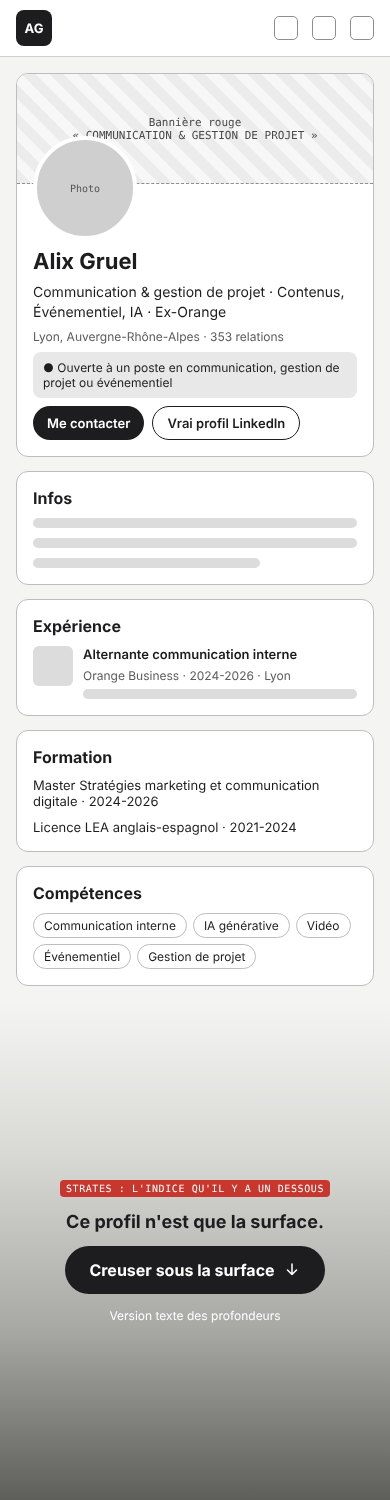 AG
Bannière rouge
« COMMUNICATION & GESTION DE PROJET »
Photo
Alix Gruel
Communication & gestion de projet · Contenus,
Événementiel, IA · Ex-Orange
Lyon, Auvergne-Rhône-Alpes · 353 relations
● Ouverte à un poste en communication, gestion de
projet ou événementiel
Me contacter
Vrai profil LinkedIn
Infos
Expérience
Alternante communication interne
Orange Business · 2024-2026 · Lyon
Formation
Master Stratégies marketing et communication
digitale · 2024-2026
Licence LEA anglais-espagnol · 2021-2024
Compétences
Communication interne
IA générative
Vidéo
Événementiel
Gestion de projet
STRATES : L'INDICE QU'IL Y A UN DESSOUS
Ce profil n'est que la surface.
Creuser sous la surface ↓
Version texte des profondeurs